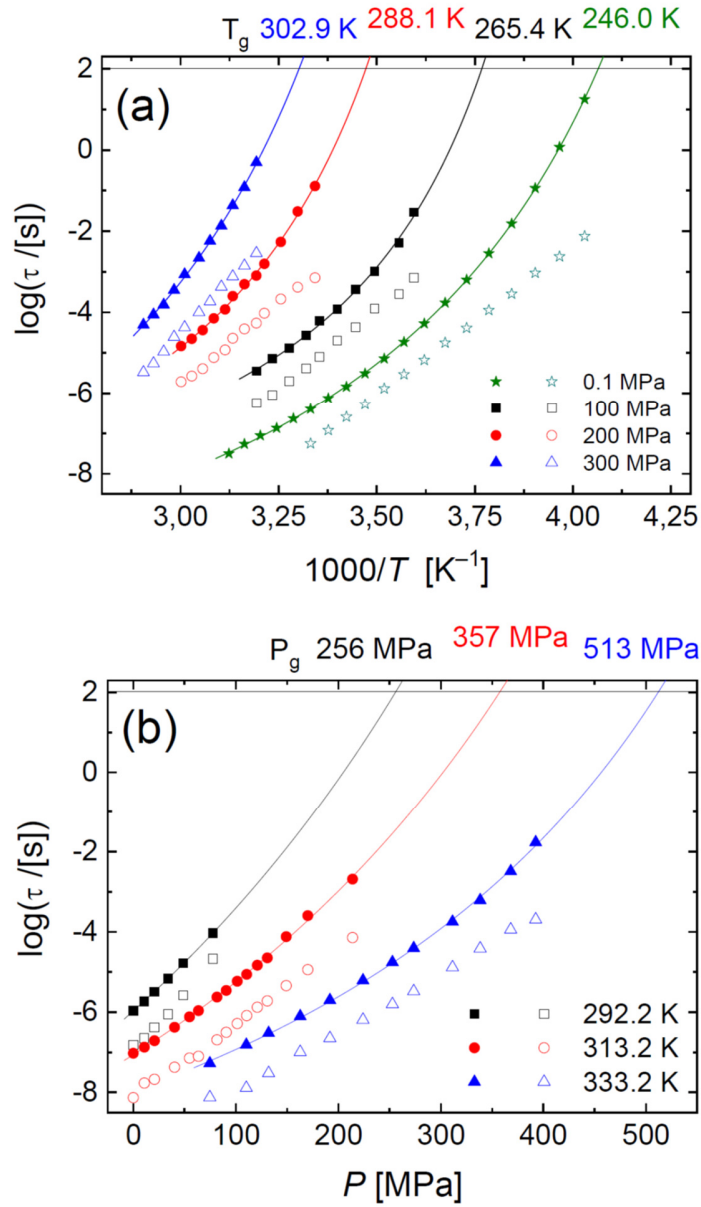 Tg 302.9 K 288.1 K 265.4 K 246.0 K
(a)
2
0
-2
-4
-6
-8
log(τ /[s])
0.1 MPa
100 MPa
200 MPa
300 MPa
3,00 3,25 3,50 3,75 4,00 4,25
1000/T [K⁻¹]
Pg 256 MPa 357 MPa 513 MPa
(b)
2
0
-2
-4
-6
-8
log(τ /[s])
292.2 K
313.2 K
333.2 K
0 100 200 300 400 500
P [MPa]